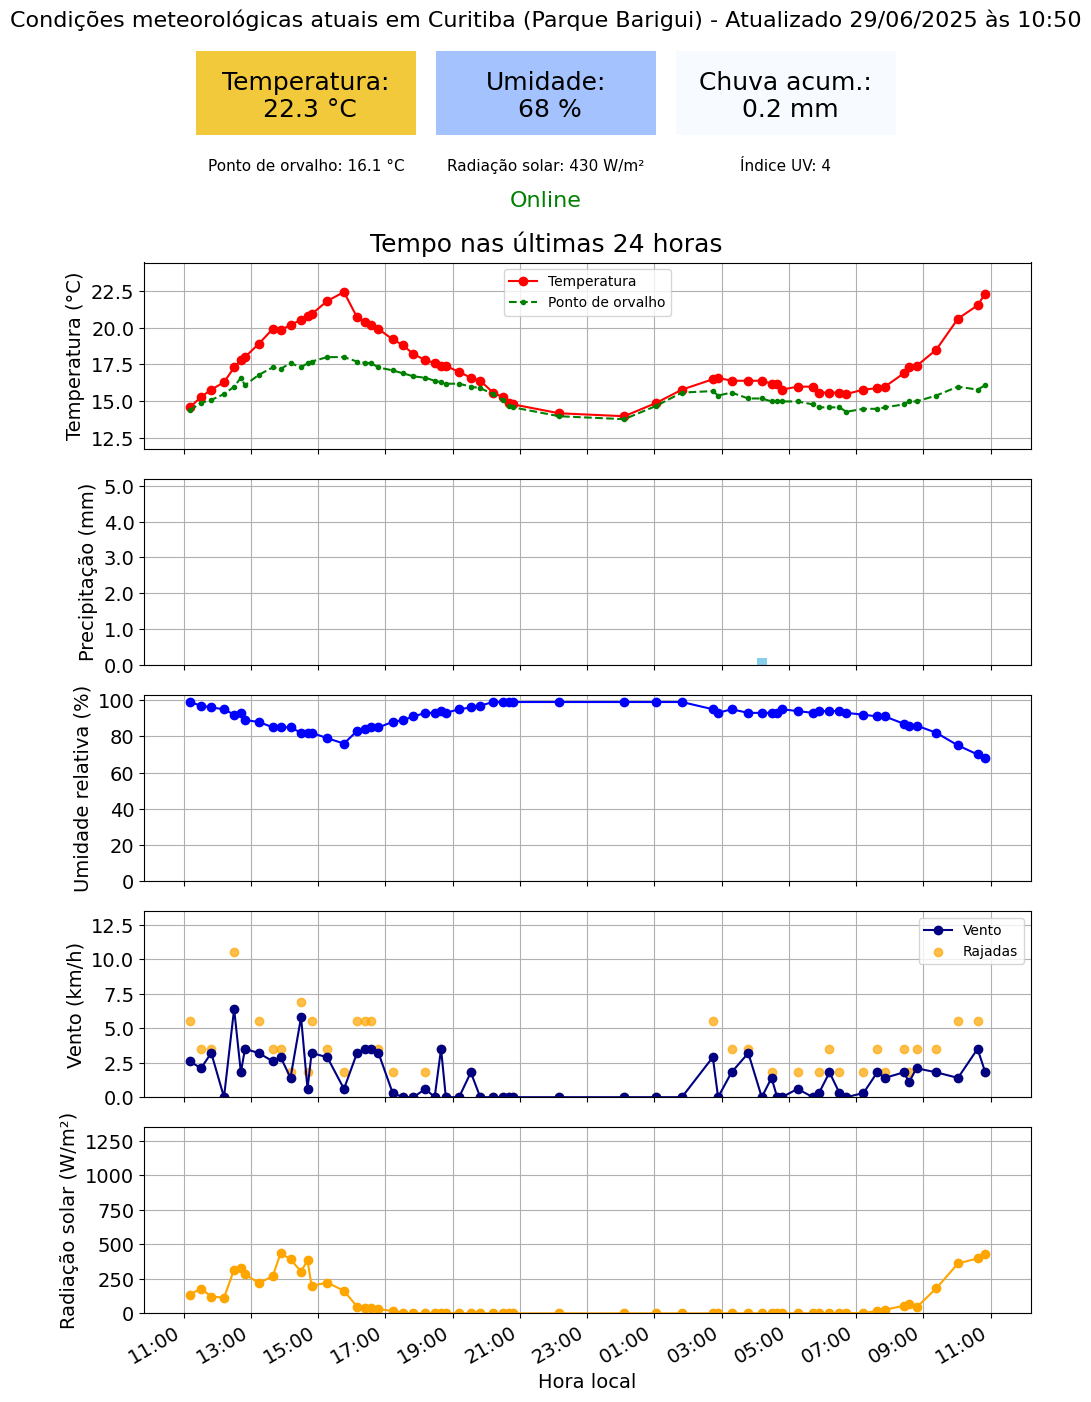 Condições meteorológicas atuais em Curitiba (Parque Barigui) - Atualizado 29/06/2025 às 10:50
Temperatura:
22.3 °C
Umidade:
68 %
Chuva acum.:
0.2 mm
Ponto de orvalho: 16.1 °C
Radiação solar: 430 W/m²
Índice UV: 4
Online
Tempo nas últimas 24 horas
Temperatura (°C)
22.5
20.0
17.5
15.0
12.5
Temperatura
Ponto de orvalho
Precipitação (mm)
5.0
4.0
3.0
2.0
1.0
0.0
Umidade relativa (%)
100
80
60
40
20
0
Vento (km/h)
12.5
10.0
7.5
5.0
2.5
0.0
Vento
Rajadas
Radiação solar (W/m²)
1250
1000
750
500
250
0
11:00
13:00
15:00
17:00
19:00
21:00
23:00
01:00
03:00
05:00
07:00
09:00
11:00
Hora local